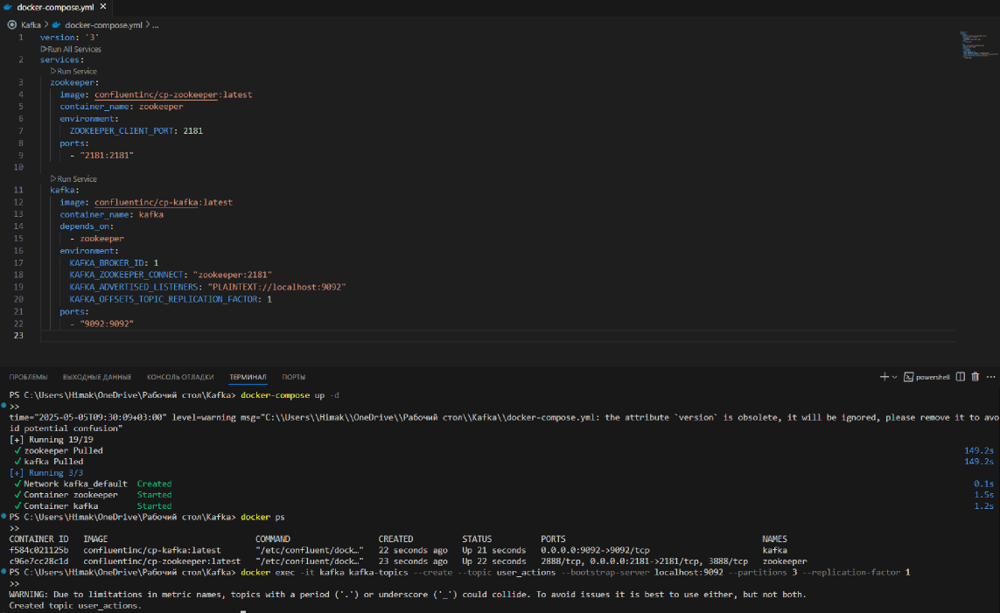 docker-compose.yml ×
Kafka > docker-compose.yml > ...
1 version: '3'
Run All Services
2 services:
Run Service
3 zookeeper:
4 image: confluentinc/cp-zookeeper:latest
5 container_name: zookeeper
6 environment:
7 ZOOKEEPER_CLIENT_PORT: 2181
8 ports:
9 - "2181:2181"
10
Run Service
11 kafka:
12 image: confluentinc/cp-kafka:latest
13 container_name: kafka
14 depends_on:
15 - zookeeper
16 environment:
17 KAFKA_BROKER_ID: 1
18 KAFKA_ZOOKEEPER_CONNECT: "zookeeper:2181"
19 KAFKA_ADVERTISED_LISTENERS: "PLAINTEXT://localhost:9092"
20 KAFKA_OFFSETS_TOPIC_REPLICATION_FACTOR: 1
21 ports:
22 - "9092:9092"
23
ПРОБЛЕМЫ ВЫХОДНЫЕ ДАННЫЕ КОНСОЛЬ ОТЛАДКИ ТЕРМИНАЛ ПОРТЫ powershell
PS C:\Users\Himak\OneDrive\Рабочий стол\Kafka> docker-compose up -d
>>
time="2025-05-05T09:30:09+03:00" level=warning msg="C:\\Users\\Himak\\OneDrive\\Рабочий стол\\Kafka\\docker-compose.yml: the attribute `version` is obsolete, it will be ignored, please remove it to avo
id potential confusion"
[+] Running 19/19
✓ zookeeper Pulled 149.2s
✓ kafka Pulled 149.2s
[+] Running 3/3
✓ Network kafka_default Created 0.1s
✓ Container zookeeper Started 1.5s
✓ Container kafka Started 1.2s
PS C:\Users\Himak\OneDrive\Рабочий стол\Kafka> docker ps
>>
CONTAINER ID IMAGE COMMAND CREATED STATUS PORTS NAMES
f584c021125b confluentinc/cp-kafka:latest "/etc/confluent/dock…" 22 seconds ago Up 21 seconds 0.0.0.0:9092->9092/tcp kafka
c96e7cc28c1d confluentinc/cp-zookeeper:latest "/etc/confluent/dock…" 23 seconds ago Up 22 seconds 2888/tcp, 0.0.0.0:2181->2181/tcp, 3888/tcp zookeeper
PS C:\Users\Himak\OneDrive\Рабочий стол\Kafka> docker exec -it kafka kafka-topics --create --topic user_actions --bootstrap-server localhost:9092 --partitions 3 --replication-factor 1
>>
WARNING: Due to limitations in metric names, topics with a period ('.') or underscore ('_') could collide. To avoid issues it is best to use either, but not both.
Created topic user_actions.